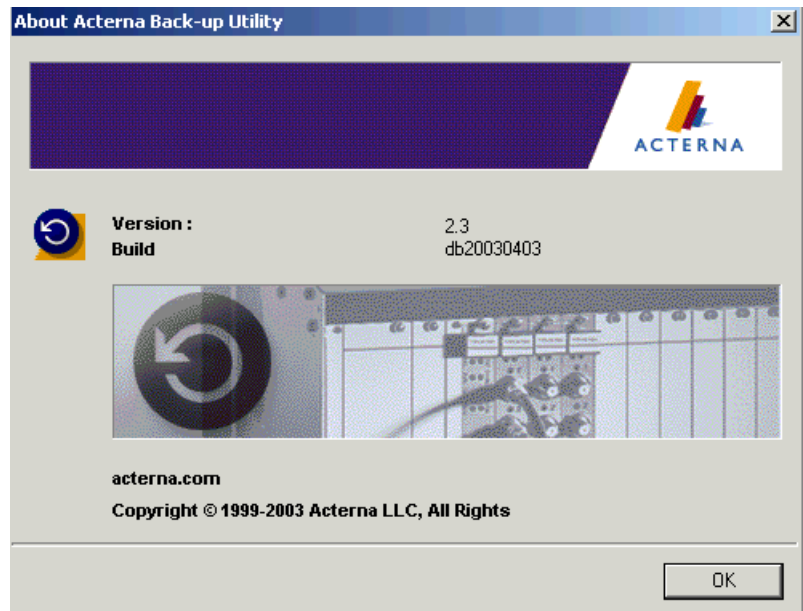 About Acterna Back-up Utility
ACTERNA
Version : 2.3
Build db20030403
acterna.com
Copyright © 1999-2003 Acterna LLC, All Rights
OK